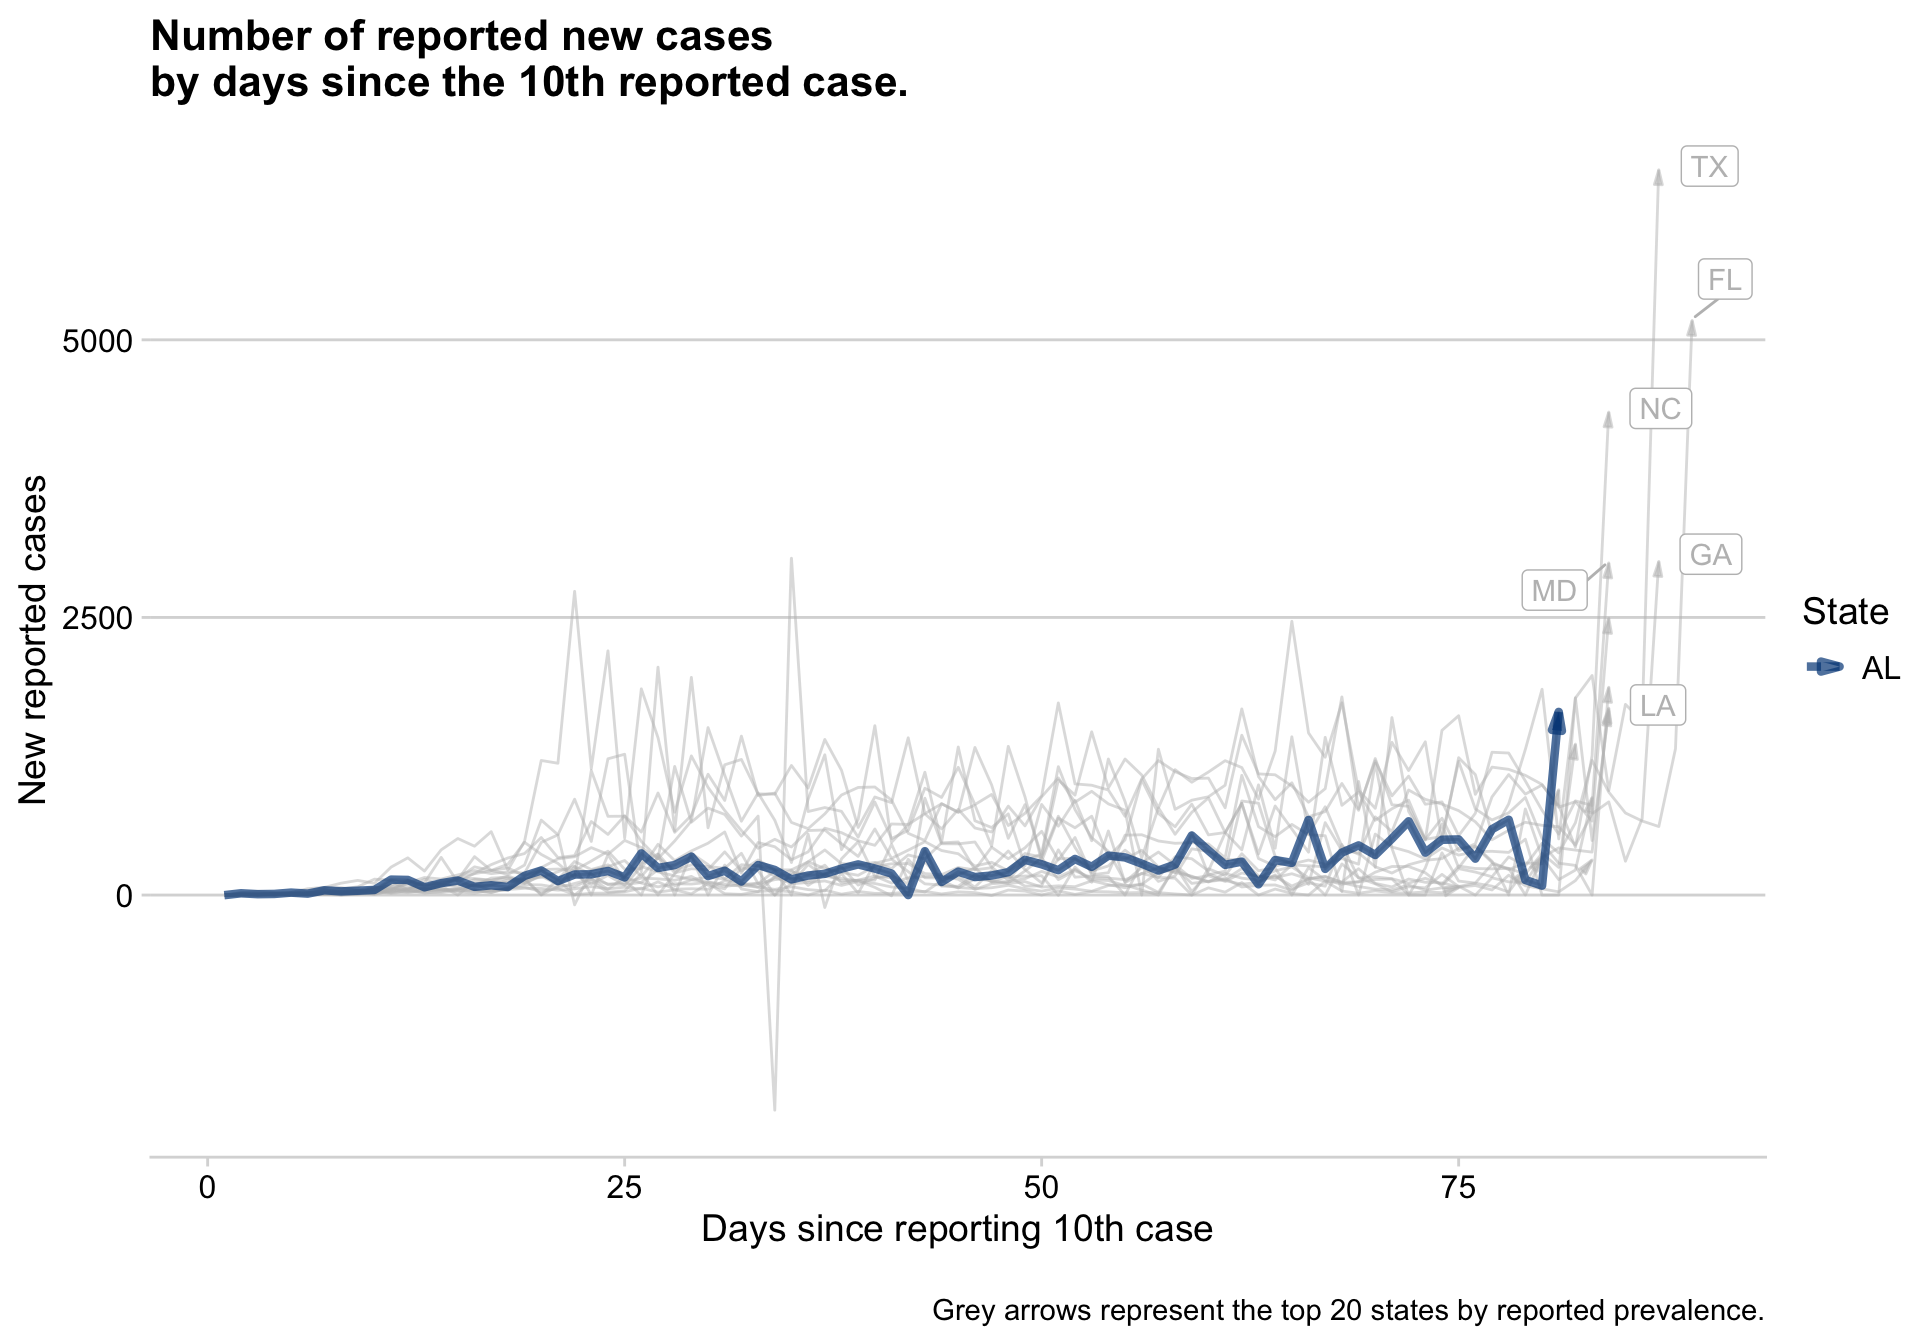 Number of reported new cases
by days since the 10th reported case.
TX
FL
5000
NC
GA
MD
2500
LA
0
New reported cases
State
AL
0
25
50
75
Days since reporting 10th case
Grey arrows represent the top 20 states by reported prevalence.